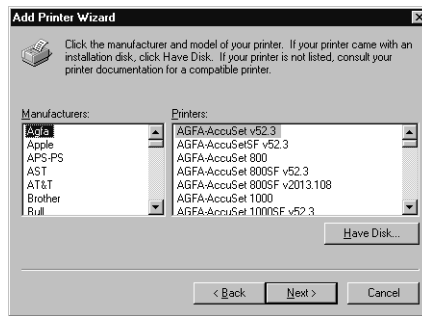 Add Printer Wizard
Click the manufacturer and model of your printer. If your printer came with an
installation disk, click Have Disk. If your printer is not listed, consult your
printer documentation for a compatible printer.
Manufacturers:
Agfa
Apple
APS-PS
AST
AT&T
Brother
Bull
Printers:
AGFA-AccuSet v52.3
AGFA-AccuSetSF v52.3
AGFA-AccuSet 800
AGFA-AccuSet 800SF v52.3
AGFA-AccuSet 800SF v2013.108
AGFA-AccuSet 1000
AGFA-AccuSet 1000SF v52.3
Have Disk...
< Back
Next >
Cancel